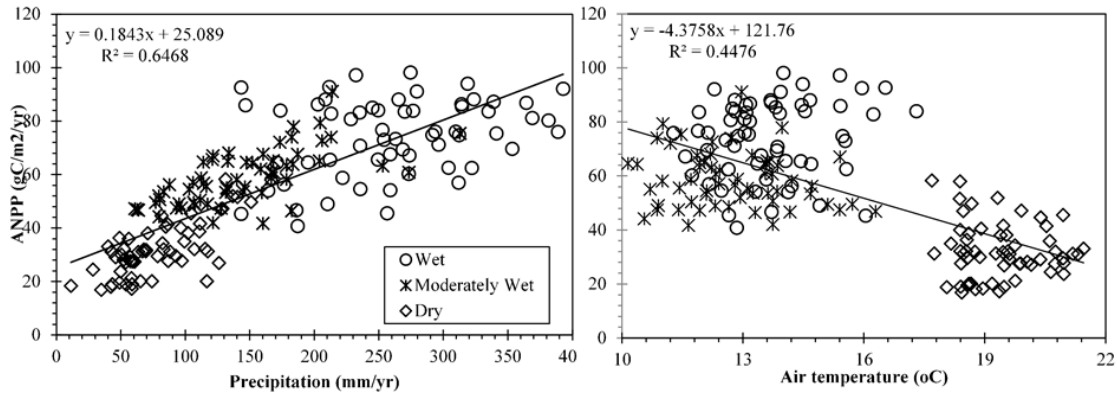 y = 0.1843x + 25.089
R² = 0.6468
ANPP (gC/m2/yr)
120
100
80
60
40
20
0
0 50 100 150 200 250 300 350 40
Precipitation (mm/yr)
Wet
Moderately Wet
Dry
y = -4.3758x + 121.76
R² = 0.4476
120
100
80
60
40
20
0
10 13 16 19 22
Air temperature (oC)